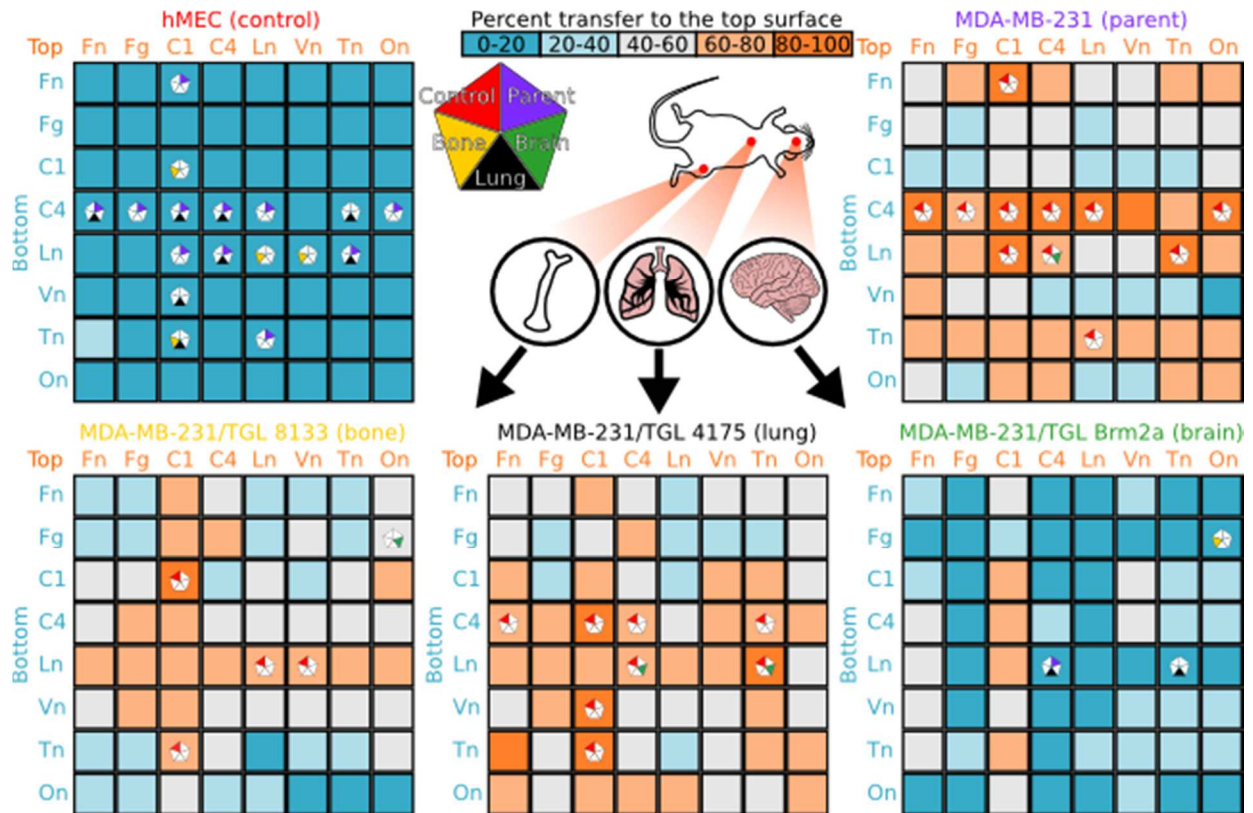 hMEC (control)
Percent transfer to the top surface
MDA-MB-231 (parent)
Top Fn Fg C1 C4 Ln Vn Tn On
0-20 20-40 40-60 60-80 80-100
Top Fn Fg C1 C4 Ln Vn Tn On
Bottom
Fn
Fg
C1
C4
Ln
Vn
Tn
On
Control Parent
Bone Brain
Lung
Bottom
Fn
Fg
C1
C4
Ln
Vn
Tn
On
MDA-MB-231/TGL 8133 (bone)
MDA-MB-231/TGL 4175 (lung)
MDA-MB-231/TGL Brm2a (brain)
Top Fn Fg C1 C4 Ln Vn Tn On
Top Fn Fg C1 C4 Ln Vn Tn On
Top Fn Fg C1 C4 Ln Vn Tn On
Bottom
Fn
Fg
C1
C4
Ln
Vn
Tn
On
Bottom
Fn
Fg
C1
C4
Ln
Vn
Tn
On
Bottom
Fn
Fg
C1
C4
Ln
Vn
Tn
On